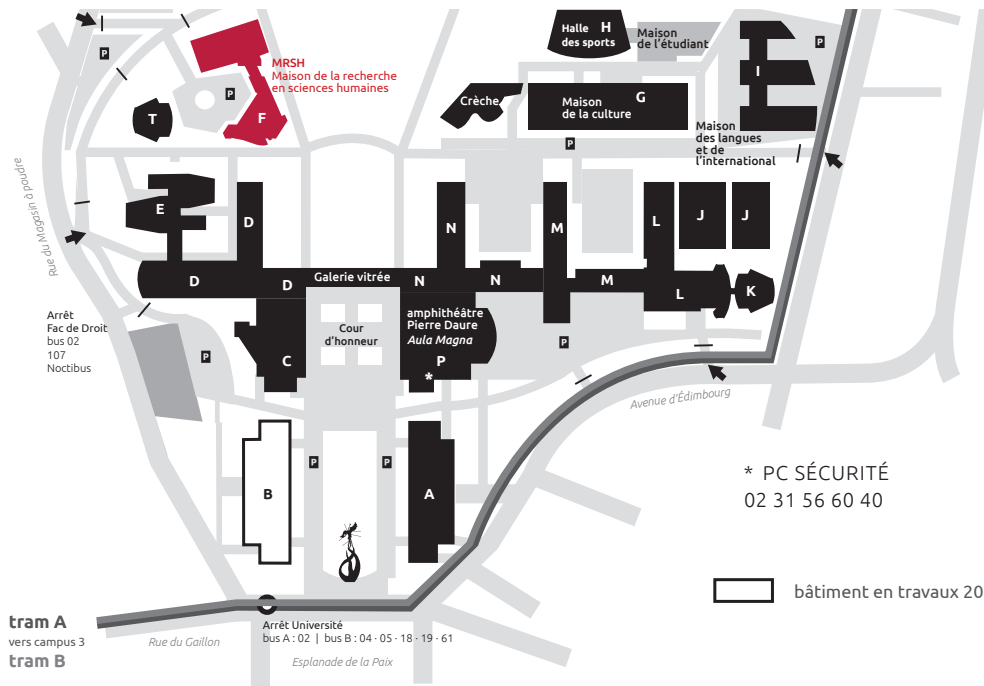 Halle H
des sports
Maison
de l'étudiant
P
I
MRSH
Maison de la recherche
en sciences humaines
P
P
Crèche
G
Maison
de la culture
T
F
Maison
des langues
et de
l'international
P
Rue du Magasin à poudre
E
D
N
M
L
J
J
D
D
Galerie vitrée
N
N
M
L
K
Arrêt
Fac de Droit
bus 02
107
Noctibus
P
C
Cour
d'honneur
amphithéâtre
Pierre Daure
Aula Magna
P
*
P
Avenue d'Édimbourg
B
P
P
A
* PC SÉCURITÉ
02 31 56 60 40
bâtiment en travaux 20
tram A
vers campus 3
tram B
Rue du Gaillon
Arrêt Université
bus A : 02 | bus B : 04 · 05 · 18 · 19 · 61
Esplanade de la Paix